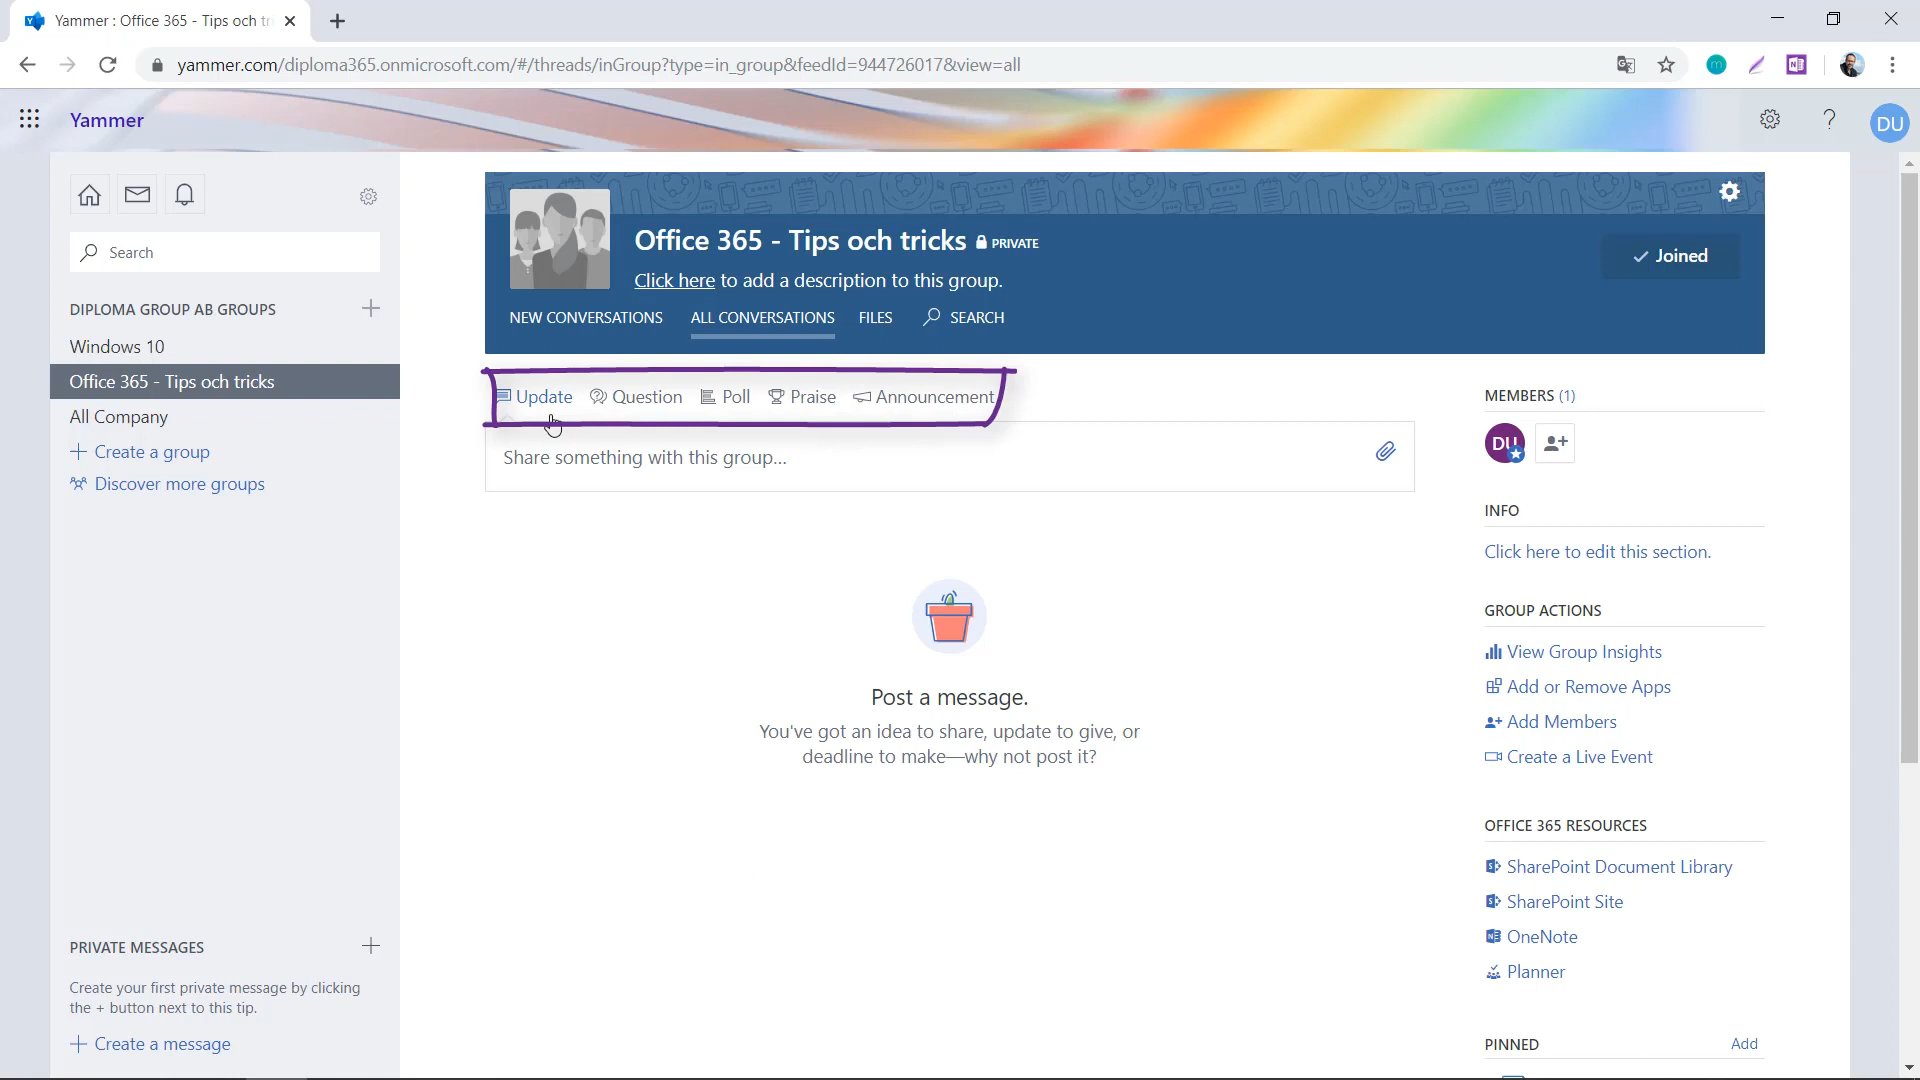 Yammer : Office 365 - Tips och tr
yammer.com/diploma365.onmicrosoft.com/#/threads/inGroup?type=in_group&feedId=944726017&view=all
Yammer
DU
Search
DIPLOMA GROUP AB GROUPS
Windows 10
Office 365 - Tips och tricks
All Company
Create a group
Discover more groups
PRIVATE MESSAGES
Create your first private message by clicking
the + button next to this tip.
Create a message
Office 365 - Tips och tricks PRIVATE
Click here to add a description to this group.
Joined
NEW CONVERSATIONS ALL CONVERSATIONS FILES SEARCH
Update Question Poll Praise Announcement
Share something with this group...
Post a message.
You've got an idea to share, update to give, or
deadline to make—why not post it?
MEMBERS (1)
DU
INFO
Click here to edit this section.
GROUP ACTIONS
View Group Insights
Add or Remove Apps
Add Members
Create a Live Event
OFFICE 365 RESOURCES
SharePoint Document Library
SharePoint Site
OneNote
Planner
PINNED Add